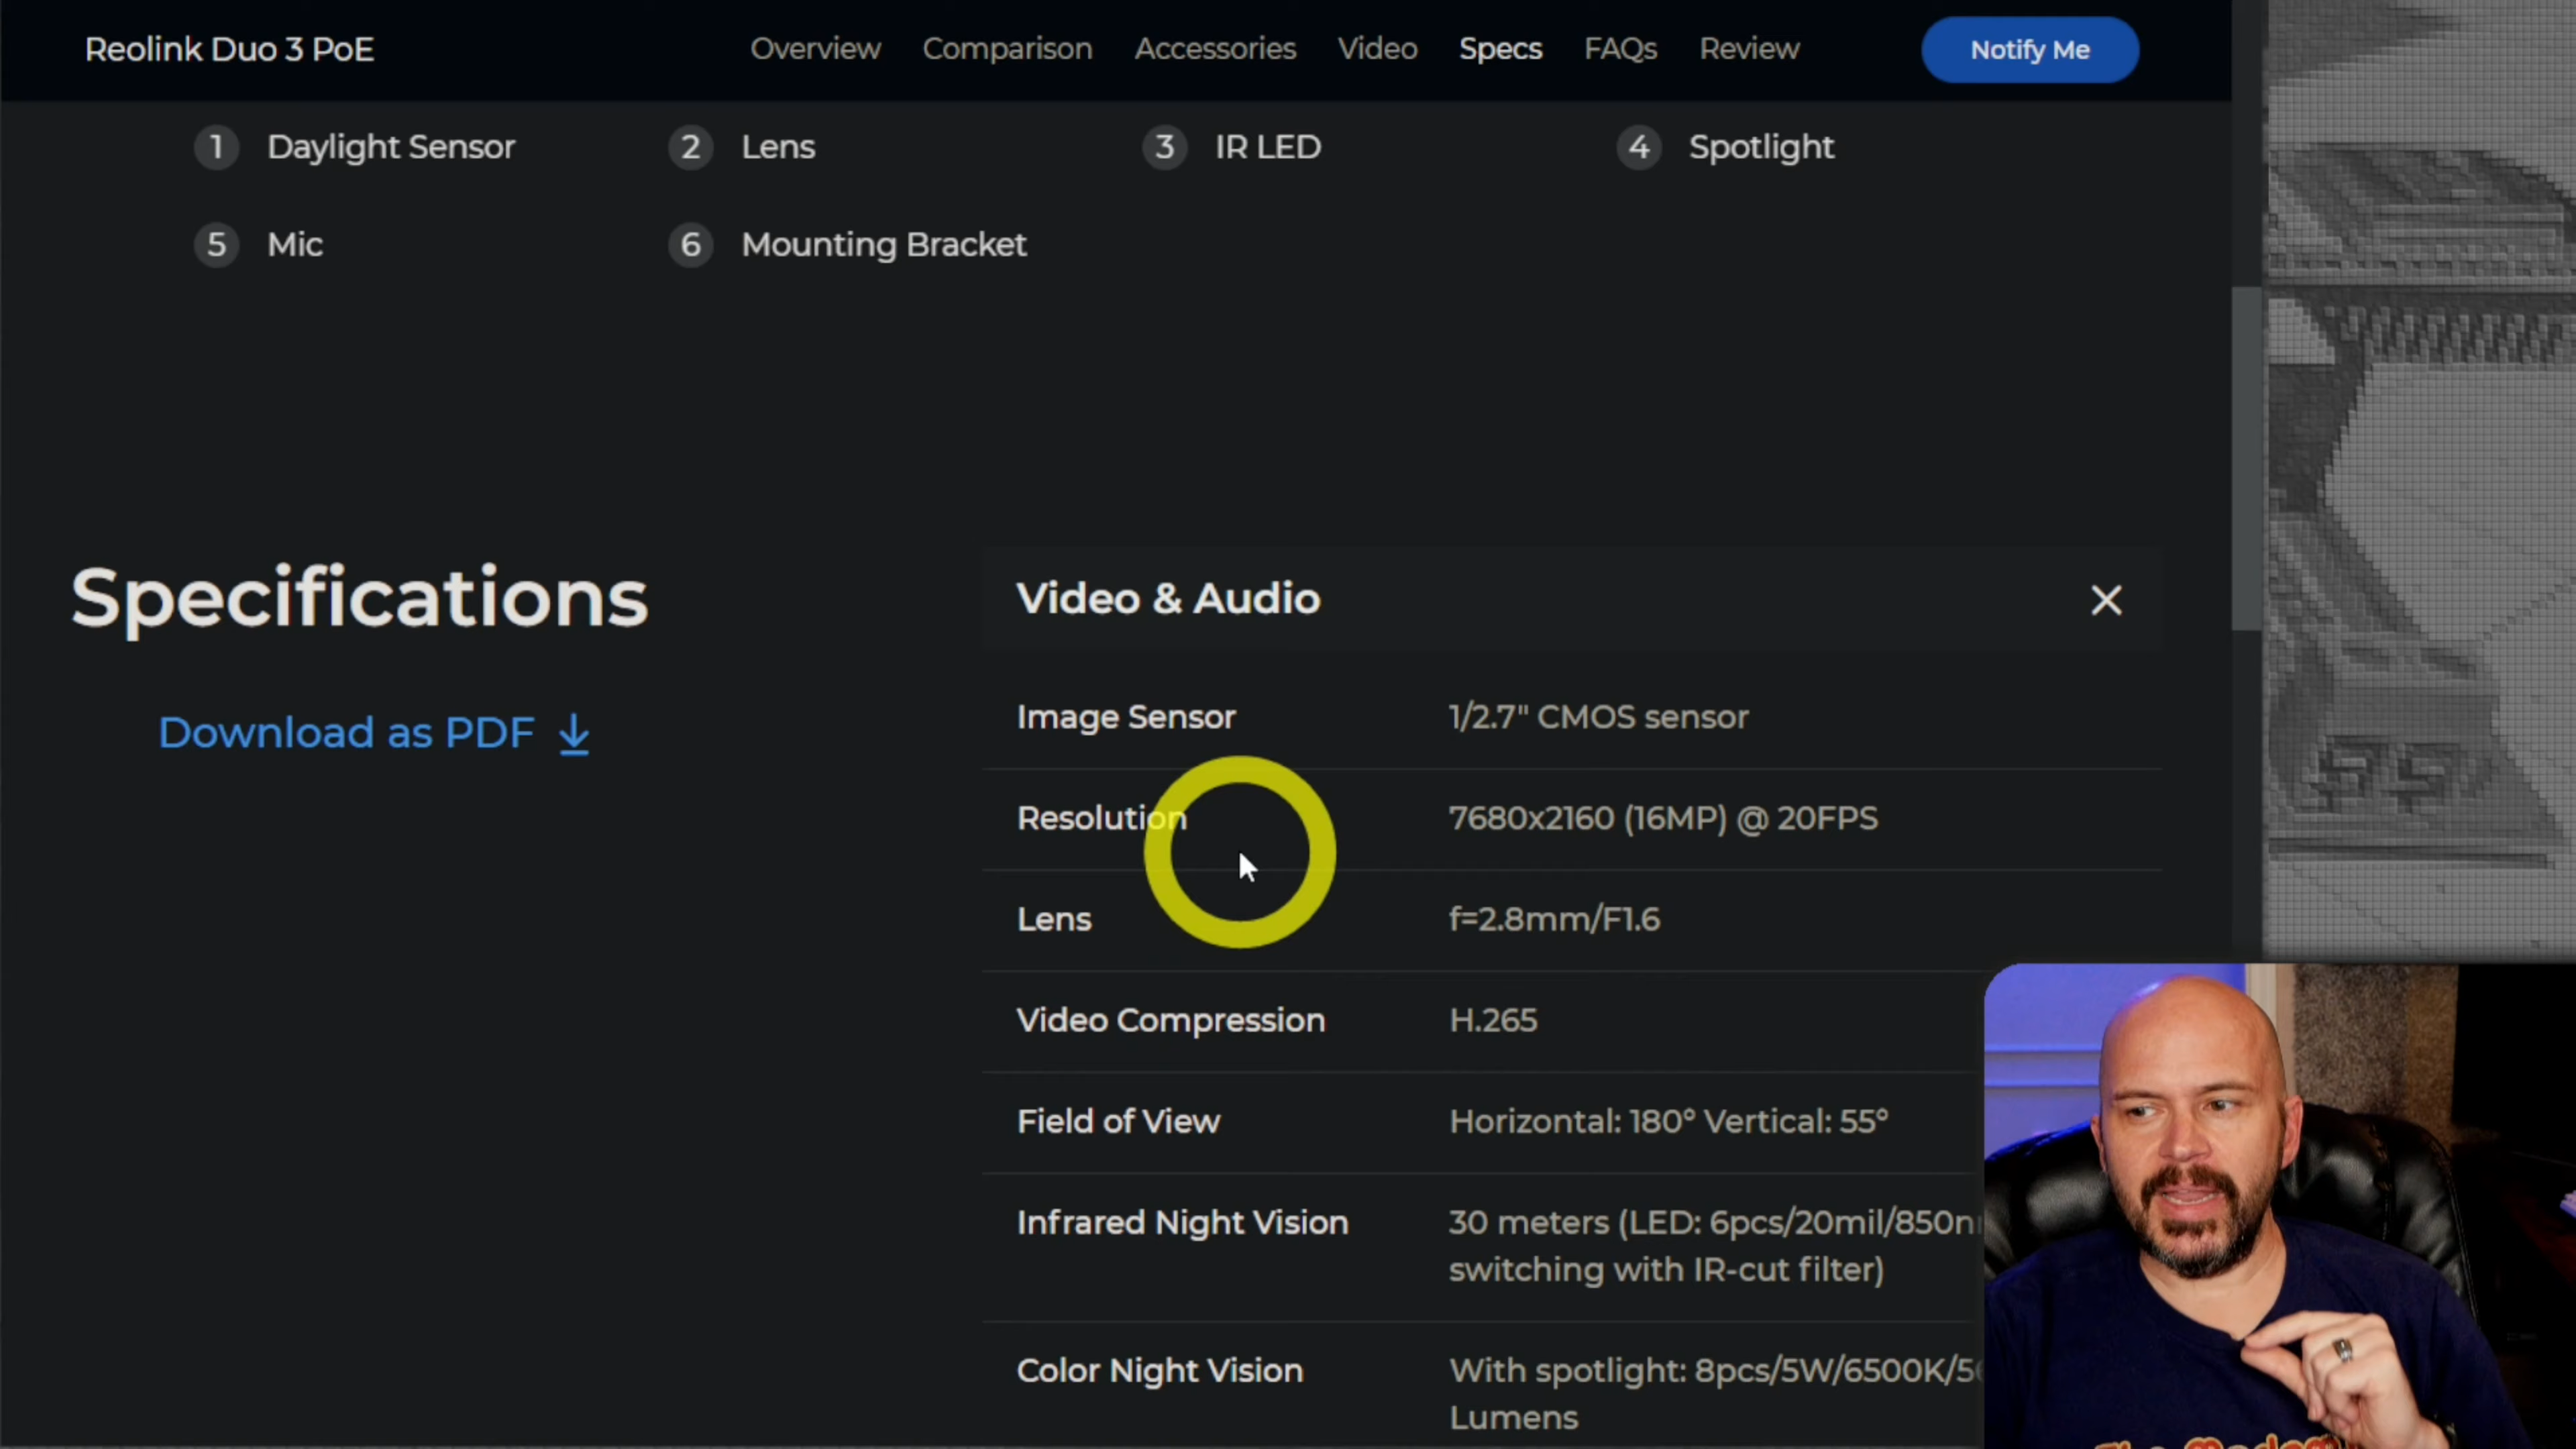 Reolink Duo 3 PoE
Overview Comparison Accessories Video Specs FAQs Review
Notify Me
1 Daylight Sensor 2 Lens 3 IR LED 4 Spotlight
5 Mic 6 Mounting Bracket
Specifications
Download as PDF
Video & Audio
Image Sensor 1/2.7" CMOS sensor
Resolution 7680x2160 (16MP) @ 20FPS
Lens f=2.8mm/F1.6
Video Compression H.265
Field of View Horizontal: 180° Vertical: 55°
Infrared Night Vision 30 meters (LED: 6pcs/20mil/850n
switching with IR-cut filter)
Color Night Vision With spotlight: 8pcs/5W/6500K/5
Lumens